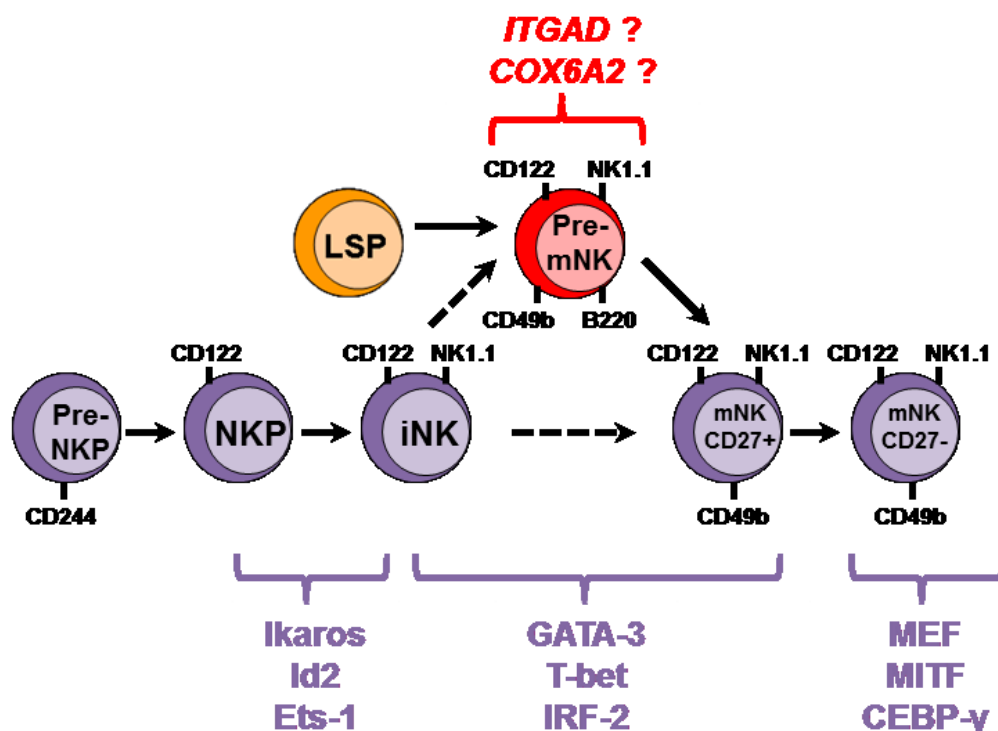 ITGAD ?
COX6A2 ?
CD122 NK1.1
LSP
Pre-
mNK
CD49b B220
CD122
CD122 NK1.1
CD122 NK1.1
CD122 NK1.1
Pre-
NKP
NKP
iNK
mNK
CD27+
mNK
CD27-
CD244
CD49b
CD49b
Ikaros
Id2
Ets-1
GATA-3
T-bet
IRF-2
MEF
MITF
CEBP-γ